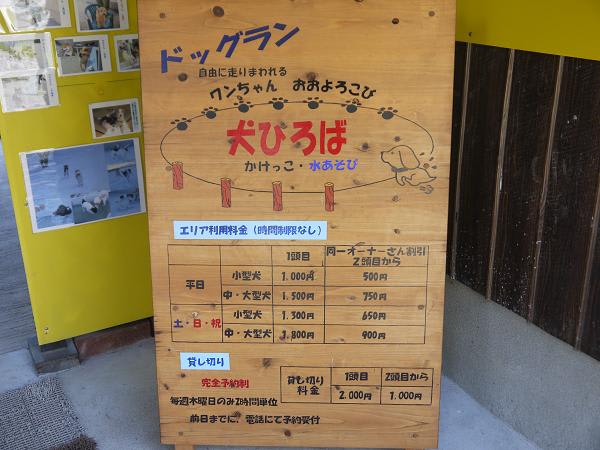 ドッグラン
自由に走りまわれる
ワンちゃん おおよろこび
犬ひろば
かけっこ・水あそび
エリア利用料金(時間制限なし)
1頭目 同一オーナーさん割引 2頭目から
平日 小型犬 1.000円 500円
中・大型犬 1.500円 750円
土・日・祝 小型犬 1.300円 650円
中・大型犬 1.800円 900円
貸し切り
完全予約制
毎週木曜日のみ2時間単位
前日までに、電話にて予約受付
貸し切り料金 1頭目 2頭目から
2.000円 1.000円